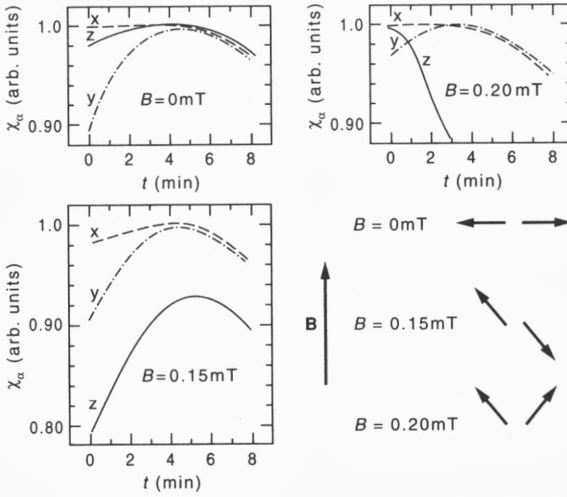 χα (arb. units)
1.0
0.90
x
z
y
B=0mT
0 2 4 6 8
t (min)
χα (arb. units)
1.0
0.90
x
y
z
B=0.20mT
0 2 4 6 8
t (min)
χα (arb. units)
1.0
0.90
0.80
x
y
z
B=0.15mT
0 2 4 6 8
t (min)
B
B = 0mT
B = 0.15mT
B = 0.20mT